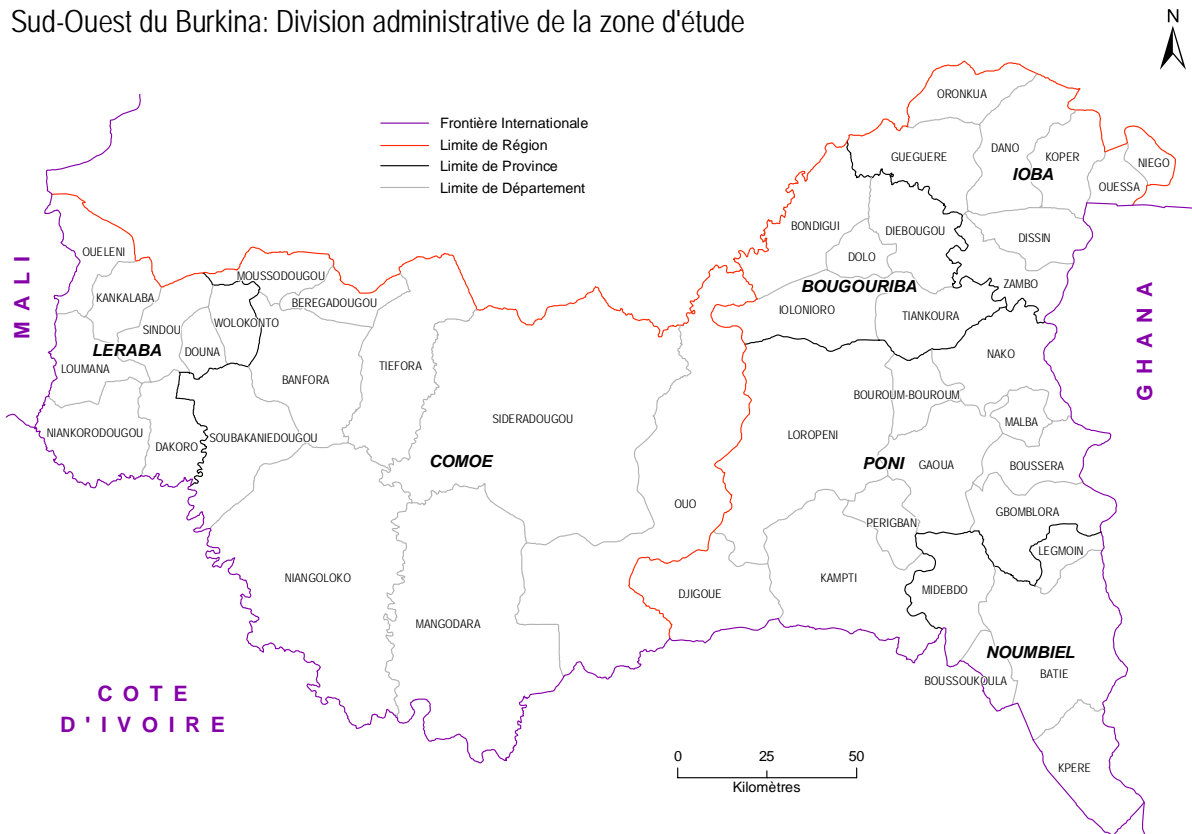 Sud-Ouest du Burkina: Division administrative de la zone d'étude
N
Frontière Internationale
Limite de Région
Limite de Province
Limite de Département
ORONKUA
GUEGUERE
DANO
KOPER
IOBA
NIEGO
OUESSA
BONDIGUI
DIEBOUGOU
DISSIN
DOLO
ZAMBO
BOUGOURIBA
IOLONIORO
TIANKOURA
OUELENI
MOUSSODOUGOU
KANKALABA
BEREGADOUGOU
SINDOU
WOLOKONTO
LERABA
DOUNA
LOUMANA
BANFORA
TIEFORA
NIANKORODOUGOU
DAKORO
SOUBAKANIEDOUGOU
SIDERADOUGOU
COMOE
OUO
NIANGOLOKO
MANGODARA
NAKO
BOUROUM-BOUROUM
MALBA
LOROPENI
PONI
GAOUA
BOUSSERA
PERIGBAN
GBOMBLORA
LEGMOIN
DJIGOUE
KAMPTI
MIDEBDO
NOUMBIEL
BOUSSOUKOULA
BATIE
KPERE
MALI
GHANA
COTE
D'IVOIRE
0 25 50
Kilomètres